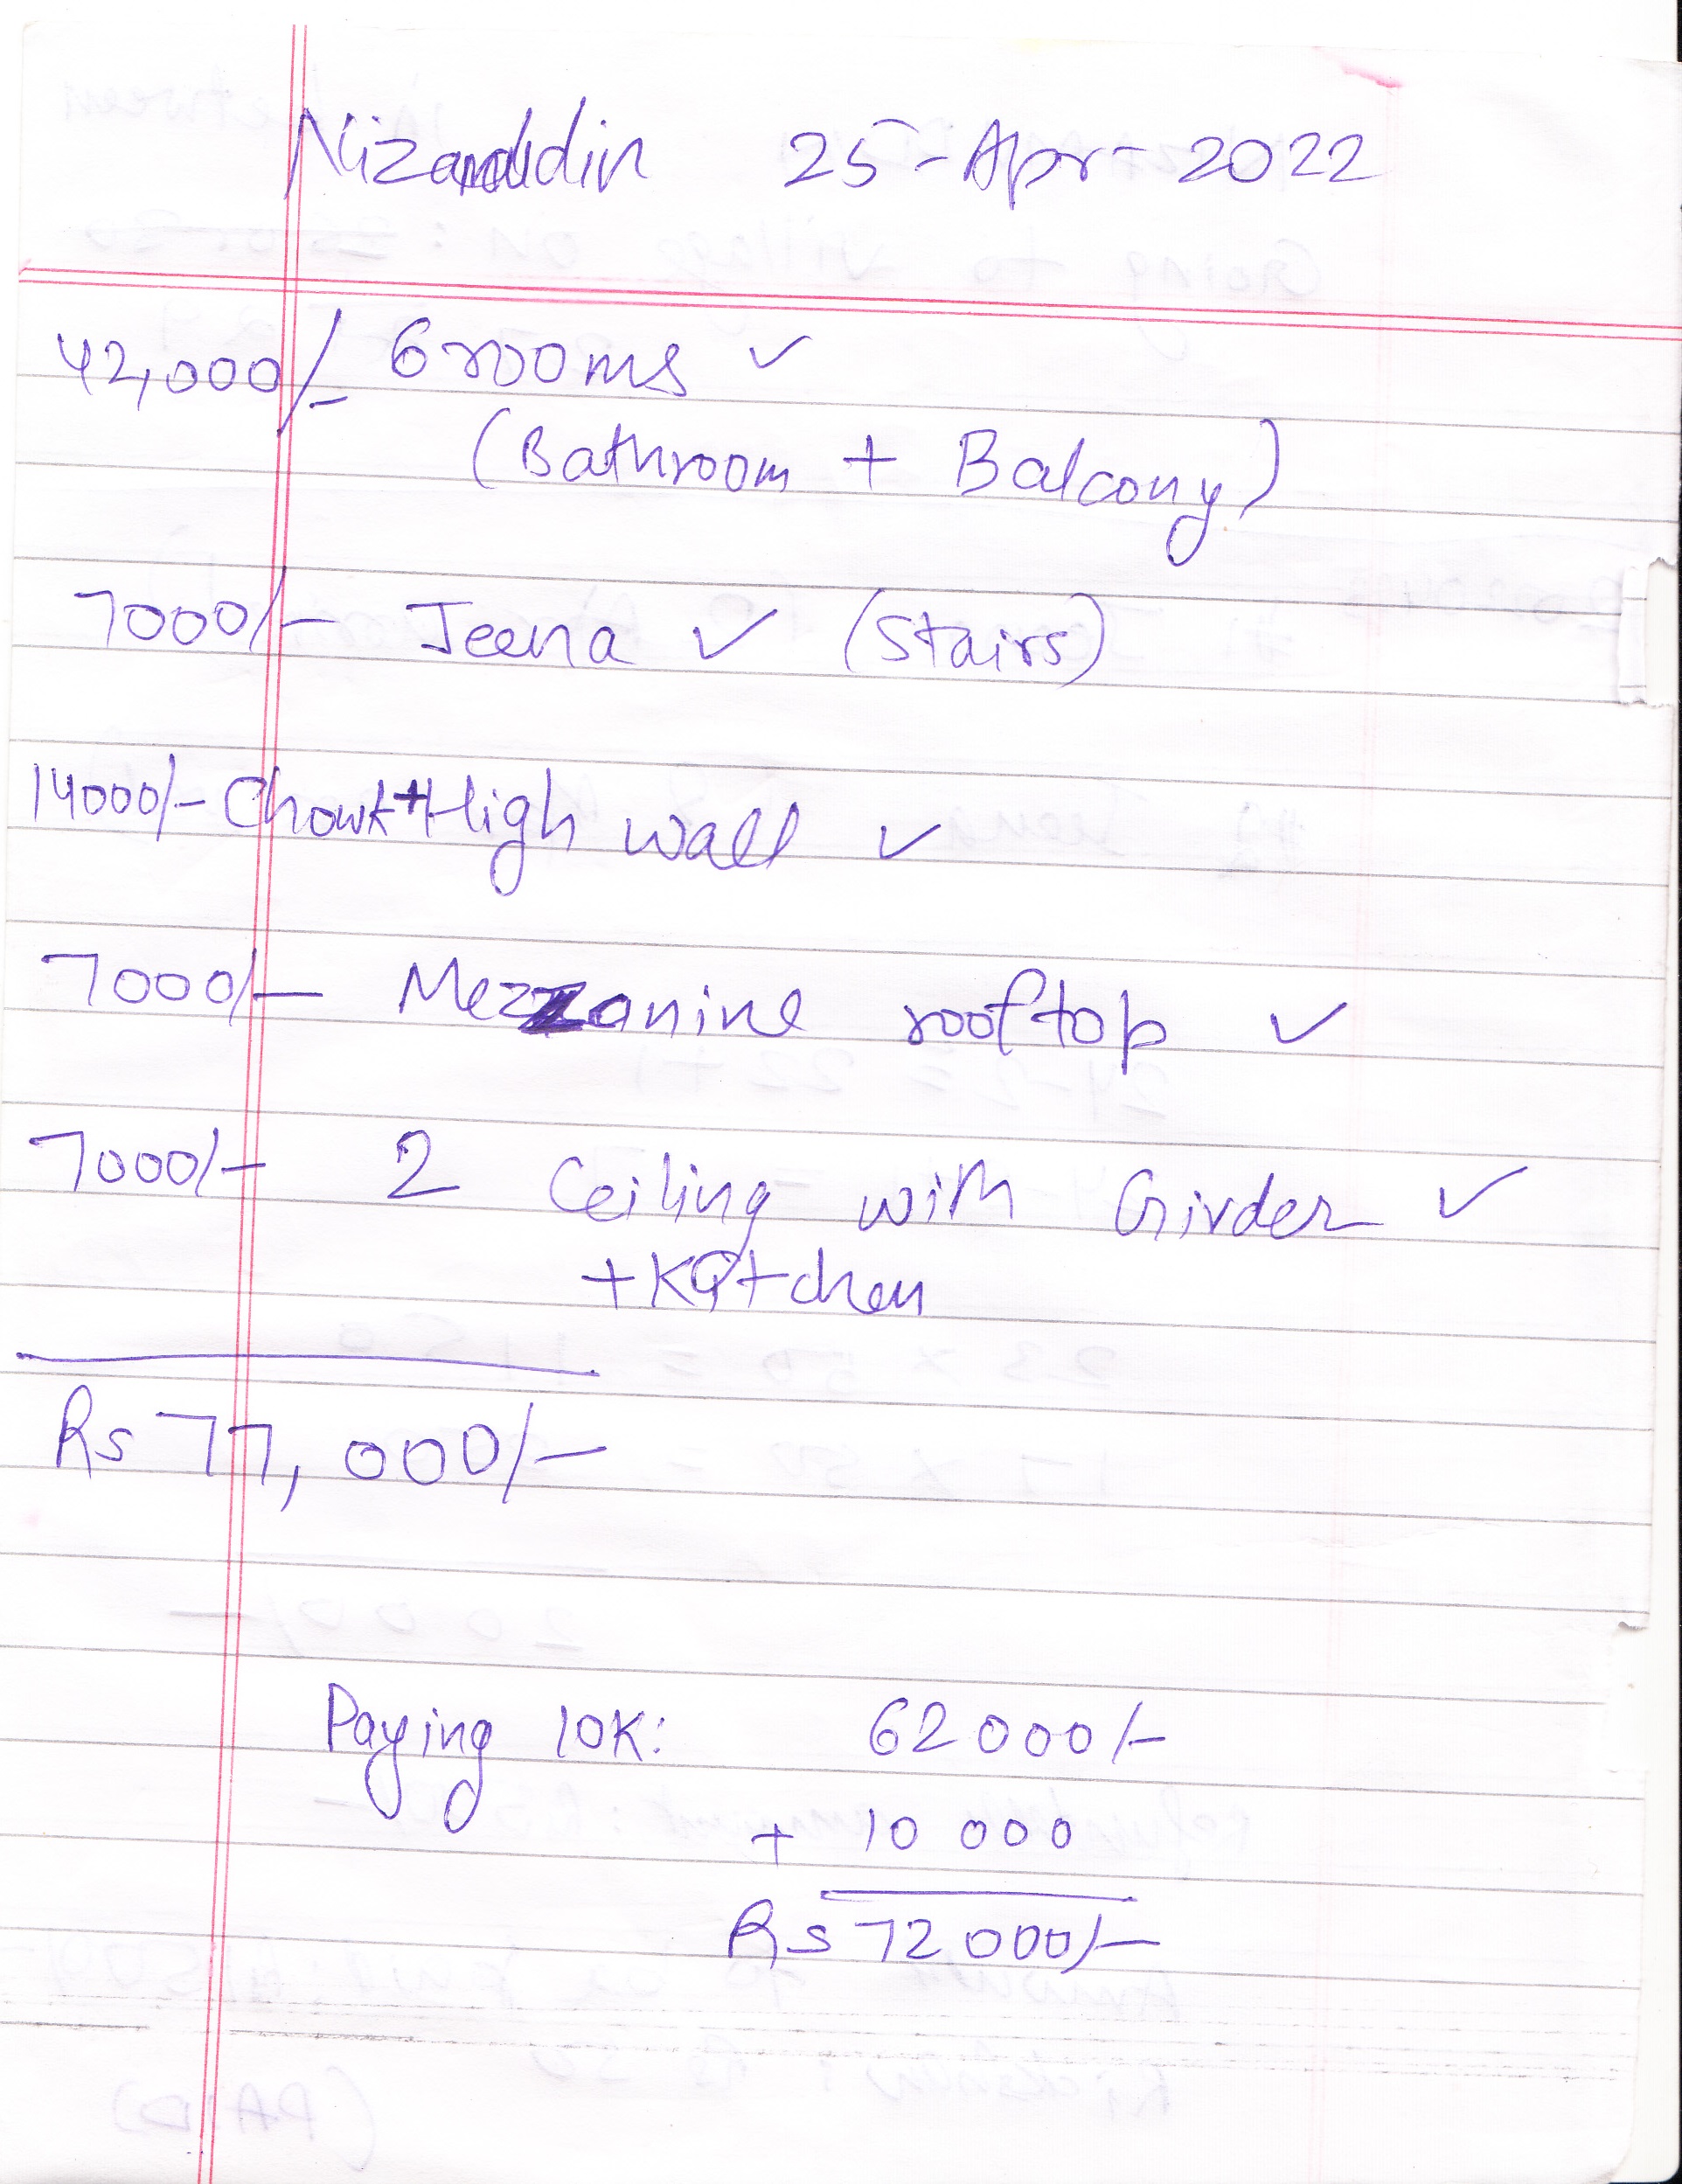 Nizamuddin 25-Apr-2022
42,000/- 6 rooms ✓
(Bathroom + Balcony)
7000/- Jeena ✓ (Stairs)
14000/- Chowk + High wall ✓
7000/- Mezzanine rooftop ✓
7000/- 2 Ceiling with Girder ✓
+ Kitchen
Rs 77,000/-
Paying 10K: 62000/-
+ 10 000
Rs 72000/-